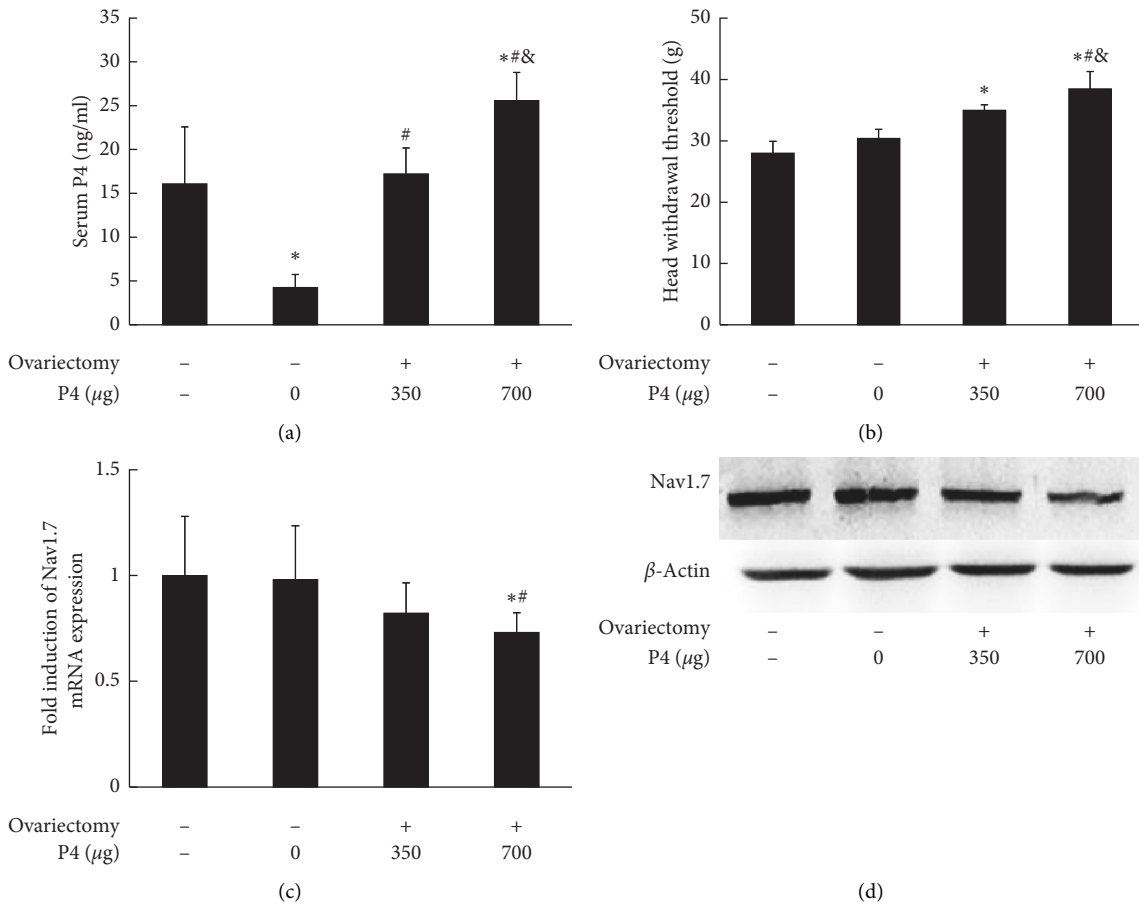 35
30
25
20
15
10
5
0
Serum P4 (ng/ml)
*
#
*#&
Ovariectomy – – + +
P4 (μg) – 0 350 700
(a)
50
40
30
20
10
0
Head withdrawal threshold (g)
*
*#&
Ovariectomy – – + +
P4 (μg) – 0 350 700
(b)
1.5
1
0.5
0
Fold induction of Nav1.7
mRNA expression
*#
Ovariectomy – – + +
P4 (μg) – 0 350 700
(c)
Nav1.7
β-Actin
Ovariectomy – – + +
P4 (μg) – 0 350 700
(d)